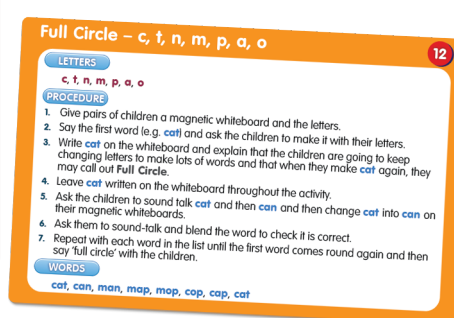 Full Circle – c, t, n, m, p, a, o
12
LETTERS
c, t, n, m, p, a, o
PROCEDURE
1. Give pairs of children a magnetic whiteboard and the letters.
2. Say the first word (e.g. cat) and ask the children to make it with their letters.
3. Write cat on the whiteboard and explain that the children are going to keep
changing letters to make lots of words and that when they make cat again, they
may call out Full Circle.
4. Leave cat written on the whiteboard throughout the activity.
5. Ask the children to sound talk cat and then can and then change cat into can on
their magnetic whiteboards.
6. Ask them to sound-talk and blend the word to check it is correct.
7. Repeat with each word in the list until the first word comes round again and then
say 'full circle' with the children.
WORDS
cat, can, man, map, mop, cop, cap, cat